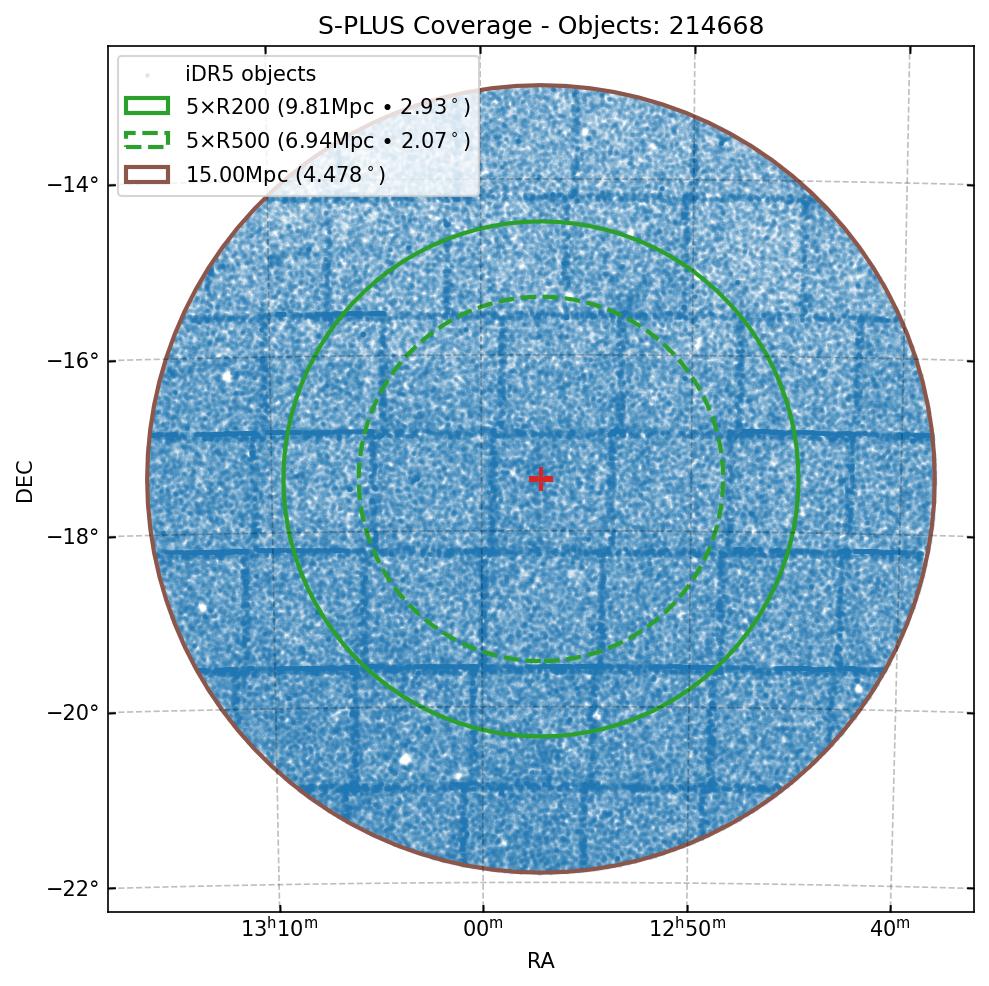 S-PLUS Coverage - Objects: 214668
iDR5 objects
5×R200 (9.81Mpc • 2.93°)
5×R500 (6.94Mpc • 2.07°)
15.00Mpc (4.478°)
−14°
−16°
−18°
−20°
−22°
DEC
13ʰ10ᵐ
00ᵐ
12ʰ50ᵐ
40ᵐ
RA